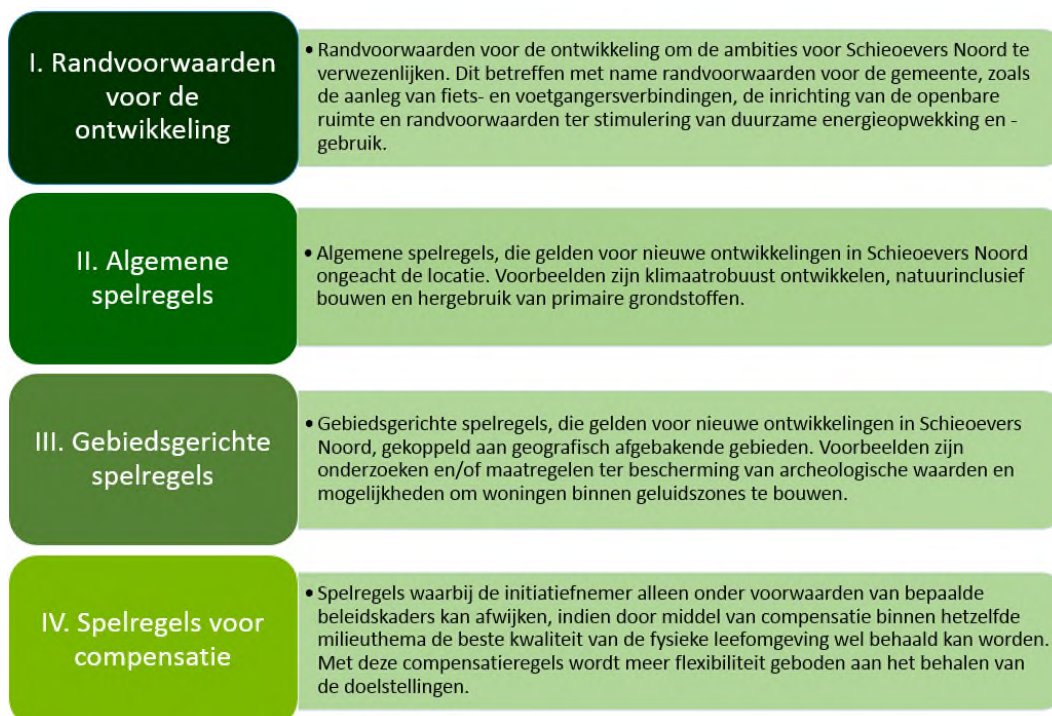 I. Randvoorwaarden
voor de
ontwikkeling
• Randvoorwaarden voor de ontwikkeling om de ambities voor Schieoevers Noord te
verwezenlijken. Dit betreffen met name randvoorwaarden voor de gemeente, zoals
de aanleg van fiets- en voetgangersverbindingen, de inrichting van de openbare
ruimte en randvoorwaarden ter stimulering van duurzame energieopwekking en -
gebruik.
II. Algemene
spelregels
• Algemene spelregels, die gelden voor nieuwe ontwikkelingen in Schieoevers Noord
ongeacht de locatie. Voorbeelden zijn klimaatrobuust ontwikkelen, natuurinclusief
bouwen en hergebruik van primaire grondstoffen.
III. Gebiedsgerichte
spelregels
• Gebiedsgerichte spelregels, die gelden voor nieuwe ontwikkelingen in Schieoevers
Noord, gekoppeld aan geografisch afgebakende gebieden. Voorbeelden zijn
onderzoeken en/of maatregelen ter bescherming van archeologische waarden en
mogelijkheden om woningen binnen geluidszones te bouwen.
IV. Spelregels voor
compensatie
• Spelregels waarbij de initiatiefnemer alleen onder voorwaarden van bepaalde
beleidskaders kan afwijken, indien door middel van compensatie binnen hetzelfde
milieuthema de beste kwaliteit van de fysieke leefomgeving wel behaald kan worden.
Met deze compensatieregels wordt meer flexibiliteit geboden aan het behalen van
de doelstellingen.